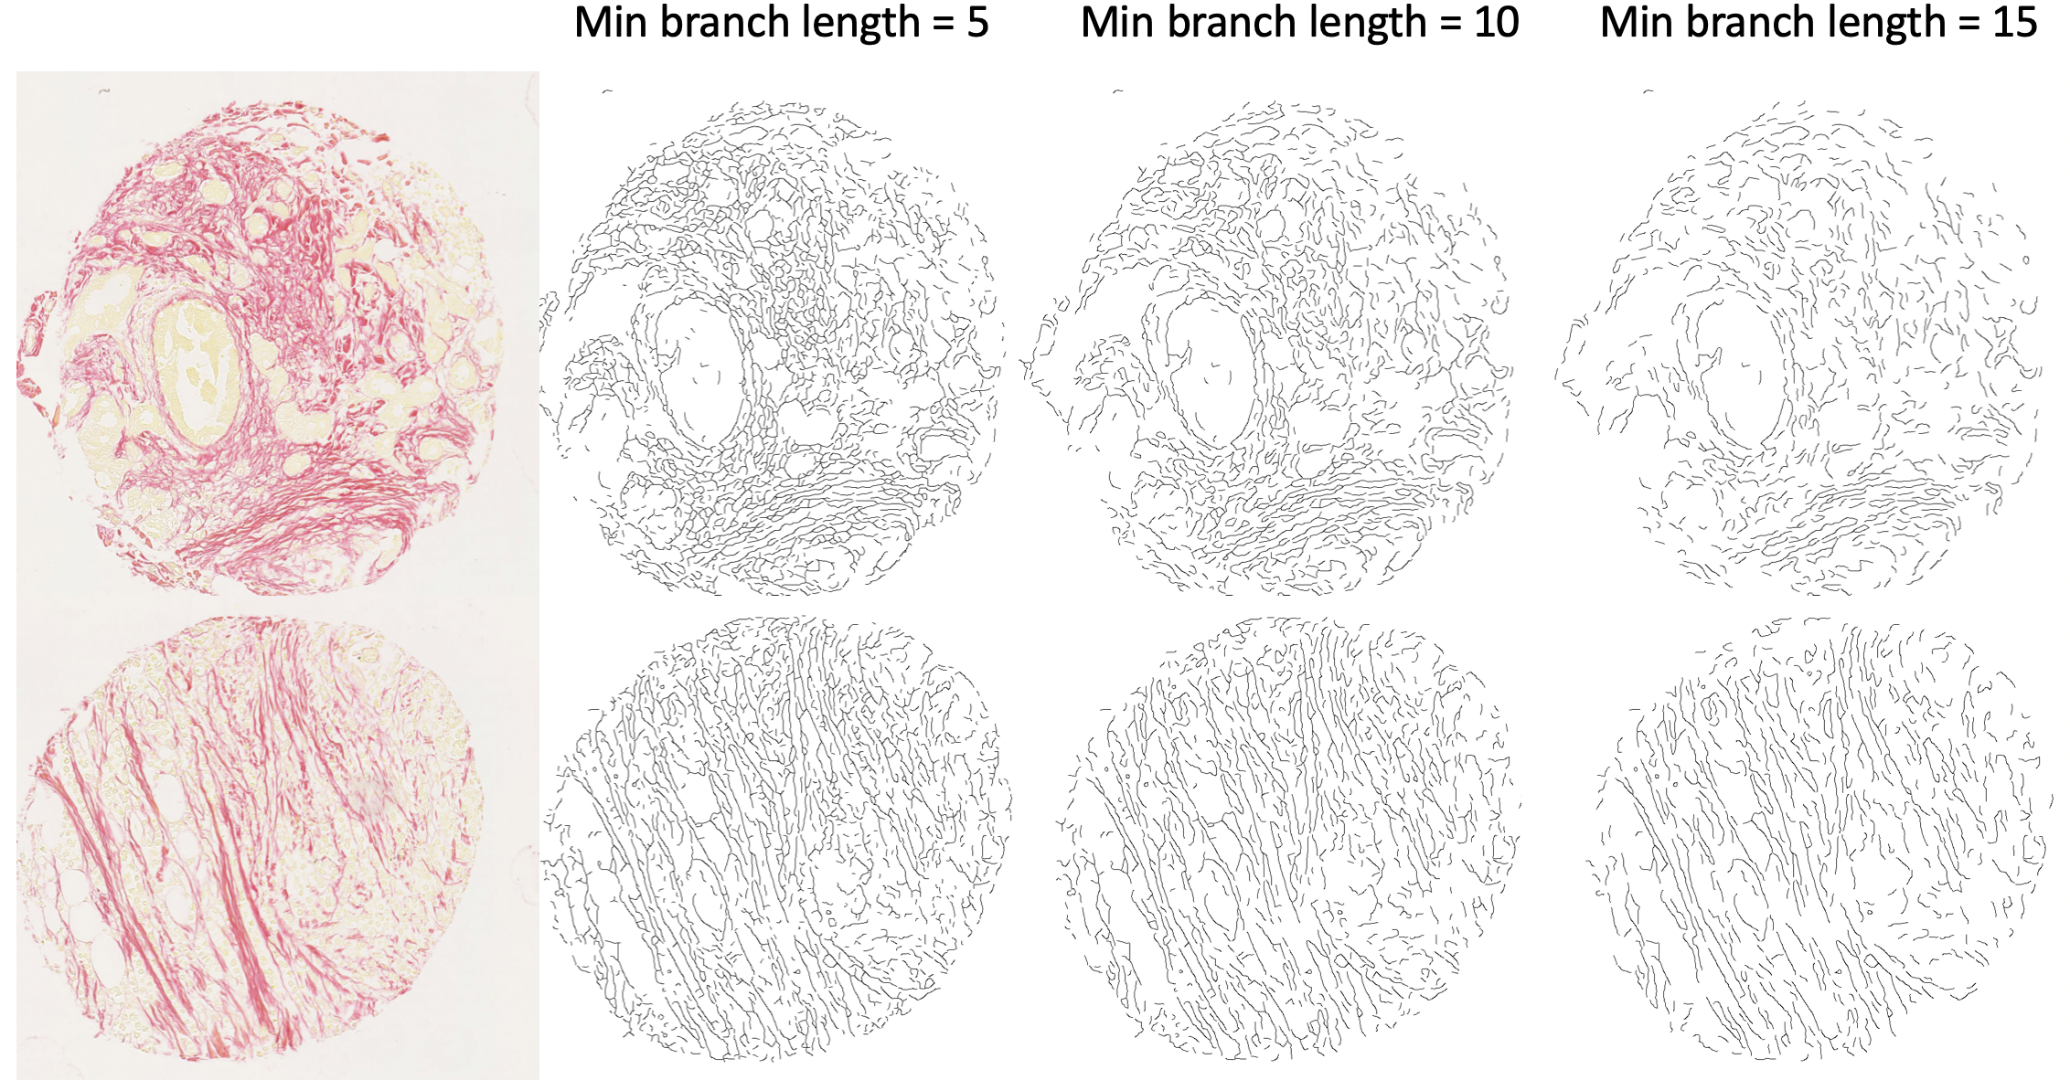 Min branch length = 5
Min branch length = 10
Min branch length = 15